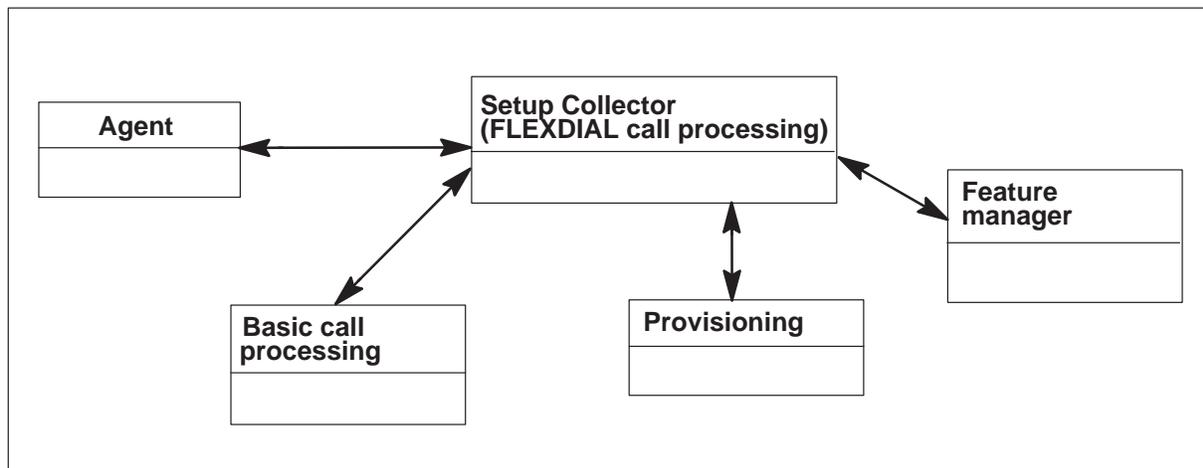 Agent
Setup Collector
(FLEXDIAL call processing)
Feature
manager
Basic call
processing
Provisioning